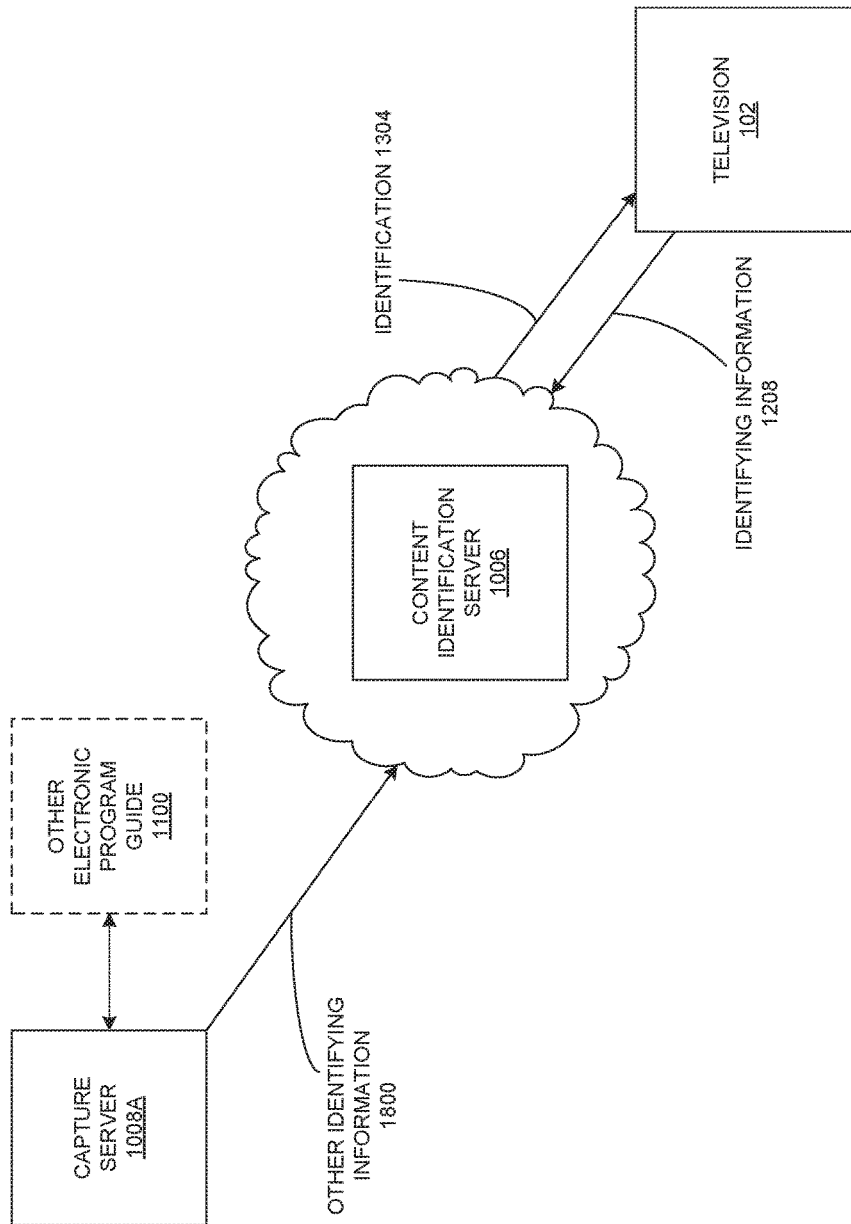 CAPTURE
SERVER
1008A
OTHER
ELECTRONIC
PROGRAM
GUIDE
1100
OTHER IDENTIFYING
INFORMATION
1800
CONTENT
IDENTIFICATION
SERVER
1006
IDENTIFICATION 1304
IDENTIFYING INFORMATION
1208
TELEVISION
102